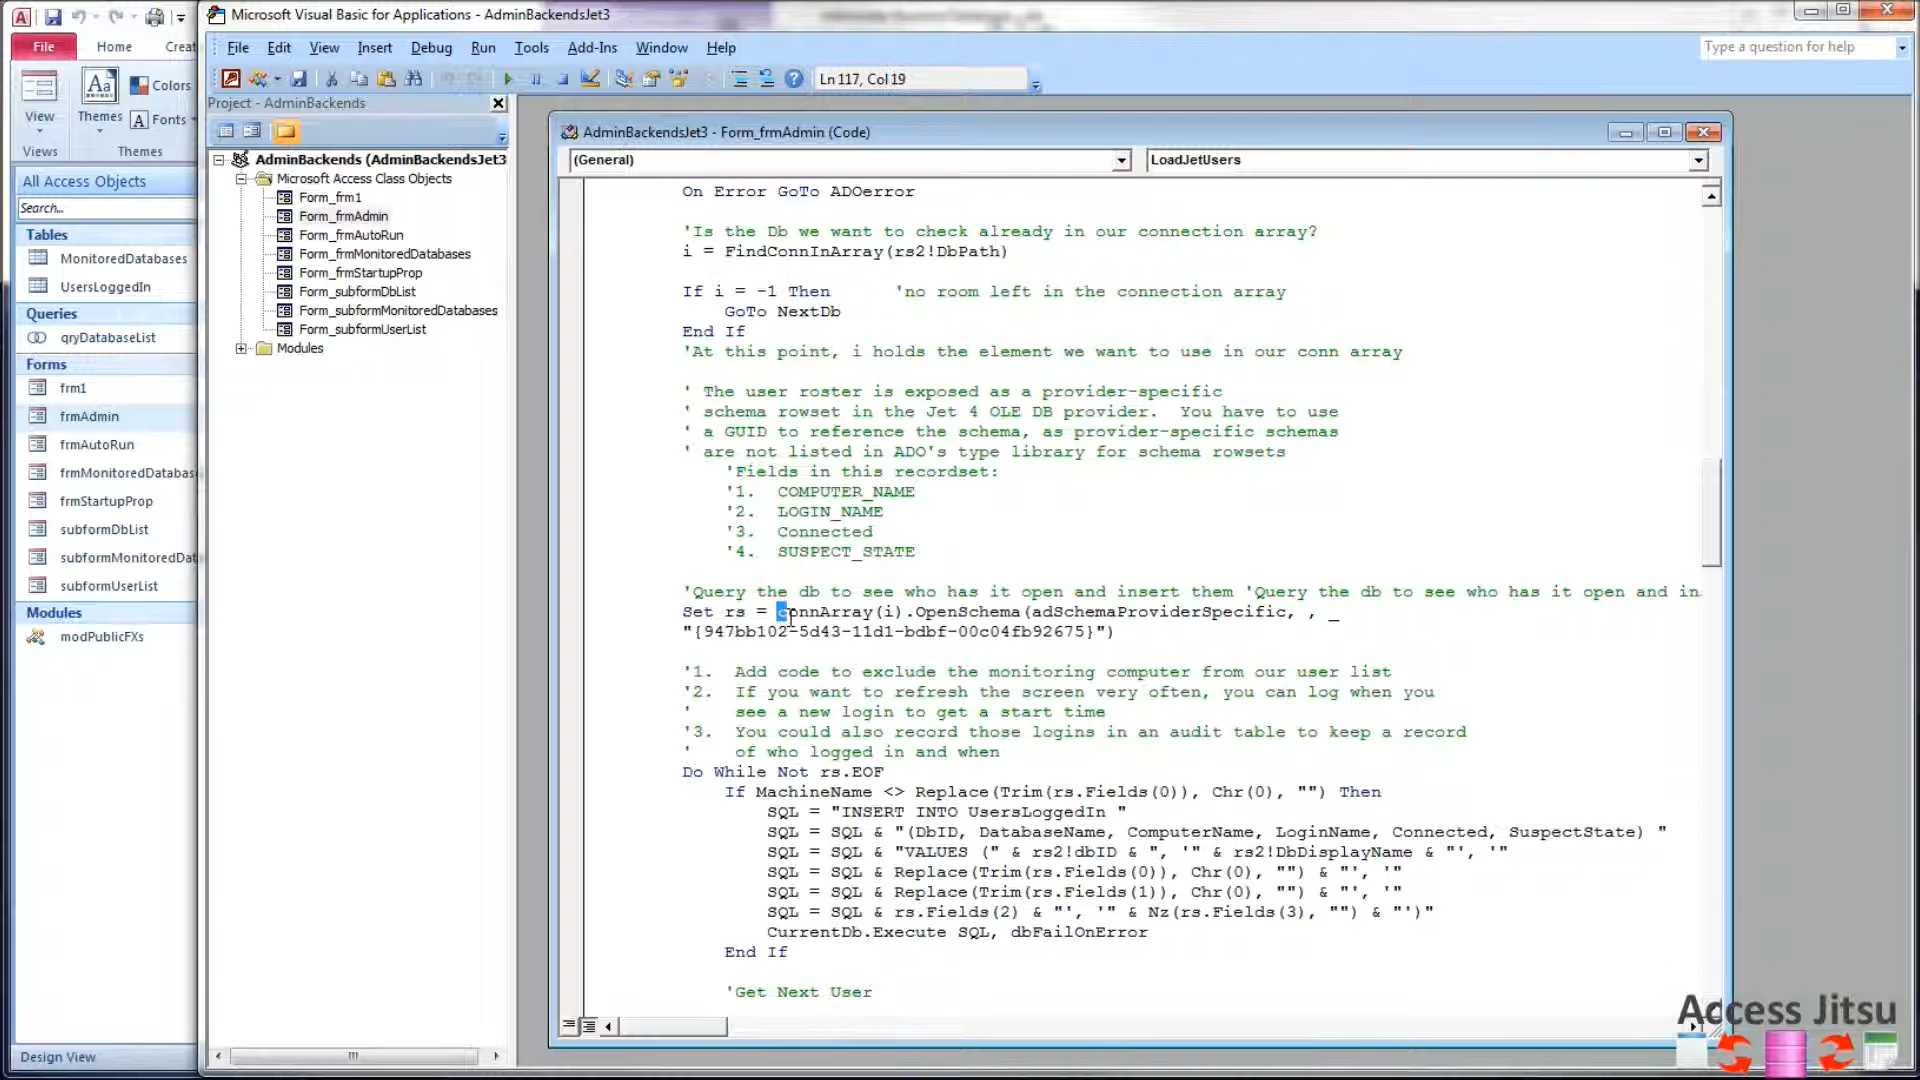 Microsoft Visual Basic for Applications - AdminBackendsJet3
File Home Creat
View
Views
Aa
Themes
Colors
A Fonts
Themes
All Access Objects
Search...
Tables
MonitoredDatabases
UsersLoggedIn
Queries
qryDatabaseList
Forms
frm1
frmAdmin
frmAutoRun
frmMonitoredDatabas
frmStartupProp
subformDbList
subformMonitoredDat
subformUserList
Modules
modPublicFXs
Design View
File Edit View Insert Debug Run Tools Add-Ins Window Help
Type a question for help
Ln 117, Col 19
Project - AdminBackends
AdminBackends (AdminBackendsJet3
Microsoft Access Class Objects
Form_frm1
Form_frmAdmin
Form_frmAutoRun
Form_frmMonitoredDatabases
Form_frmStartupProp
Form_subformDbList
Form_subformMonitoredDatabases
Form_subformUserList
Modules
AdminBackendsJet3 - Form_frmAdmin (Code)
(General) LoadJetUsers
On Error GoTo ADOerror
'Is the Db we want to check already in our connection array?
i = FindConnInArray(rs2!DbPath)
If i = -1 Then 'no room left in the connection array
GoTo NextDb
End If
'At this point, i holds the element we want to use in our conn array
' The user roster is exposed as a provider-specific
' schema rowset in the Jet 4 OLE DB provider. You have to use
' a GUID to reference the schema, as provider-specific schemas
' are not listed in ADO's type library for schema rowsets
'Fields in this recordset:
'1. COMPUTER_NAME
'2. LOGIN_NAME
'3. Connected
'4. SUSPECT_STATE
'Query the db to see who has it open and insert them 'Query the db to see who has it open and in
Set rs = connArray(i).OpenSchema(adSchemaProviderSpecific, , _
"{947bb102-5d43-11d1-bdbf-00c04fb92675}")
'1. Add code to exclude the monitoring computer from our user list
'2. If you want to refresh the screen very often, you can log when you
' see a new login to get a start time
'3. You could also record those logins in an audit table to keep a record
' of who logged in and when
Do While Not rs.EOF
If MachineName <> Replace(Trim(rs.Fields(0)), Chr(0), "") Then
SQL = "INSERT INTO UsersLoggedIn "
SQL = SQL & "(DbID, DatabaseName, ComputerName, LoginName, Connected, SuspectState) "
SQL = SQL & "VALUES (" & rs2!dbID & ", '" & rs2!DbDisplayName & "', '"
SQL = SQL & Replace(Trim(rs.Fields(0)), Chr(0), "") & "', '"
SQL = SQL & Replace(Trim(rs.Fields(1)), Chr(0), "") & "', '"
SQL = SQL & rs.Fields(2) & "', '" & Nz(rs.Fields(3), "") & "')"
CurrentDb.Execute SQL, dbFailOnError
End If
'Get Next User
Access Jitsu